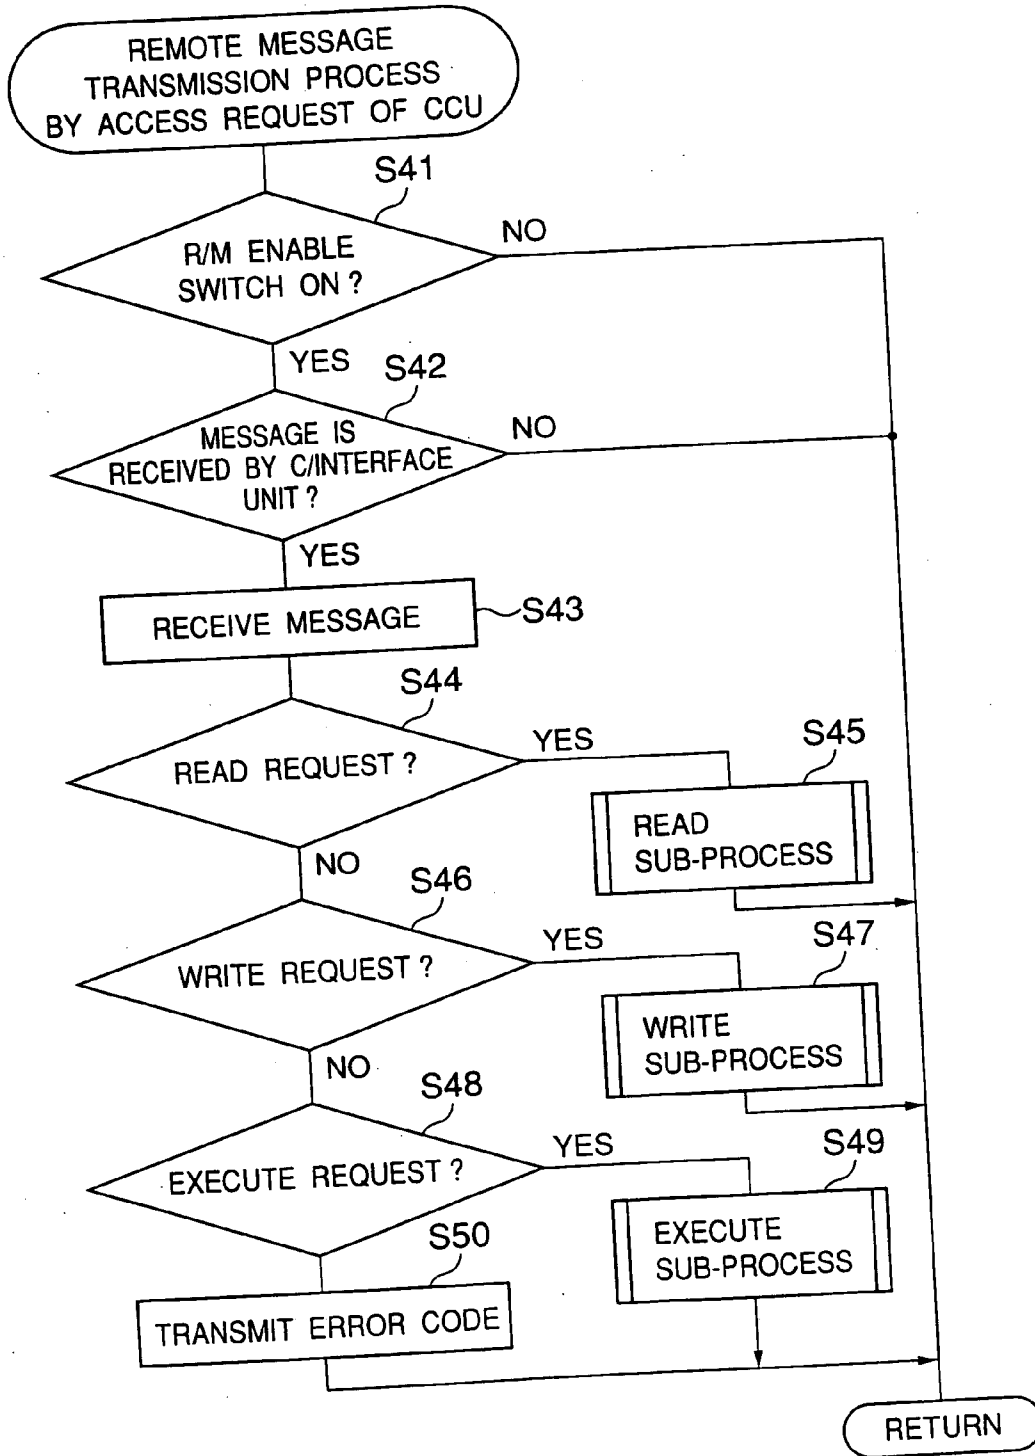 REMOTE MESSAGE
TRANSMISSION PROCESS
BY ACCESS REQUEST OF CCU
S41
R/M ENABLE
SWITCH ON ?
NO
YES
S42
MESSAGE IS
RECEIVED BY C/INTERFACE
UNIT ?
NO
YES
RECEIVE MESSAGE
S43
S44
READ REQUEST ?
YES
S45
READ
SUB-PROCESS
NO
S46
WRITE REQUEST ?
YES
S47
WRITE
SUB-PROCESS
NO
S48
EXECUTE REQUEST ?
YES
S49
EXECUTE
SUB-PROCESS
S50
TRANSMIT ERROR CODE
RETURN